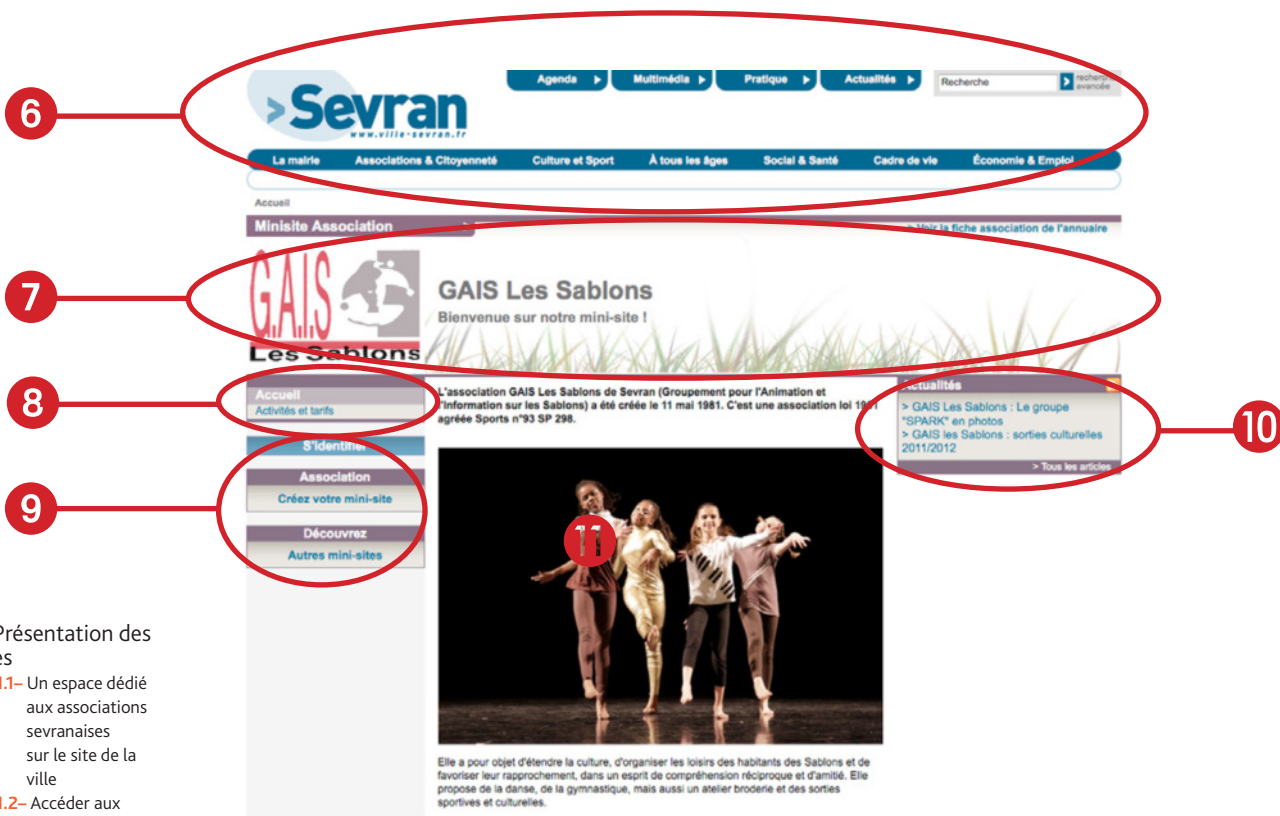 6
>Sevran
www.ville-sevran.fr
Agenda
Multimédia
Pratique
Actualités
Recherche
recherche
avancée
La mairie
Associations & Citoyenneté
Culture et Sport
À tous les âges
Social & Santé
Cadre de vie
Économie & Emploi
Accueil
Minisite Association
> Voir la fiche association de l'annuaire
7
G.A.I.S
Les Sablons
GAIS Les Sablons
Bienvenue sur notre mini-site !
8
Accueil
Activités et tarifs
9
S'identifier
Association
Créez votre mini-site
Découvrez
Autres mini-sites
L'association GAIS Les Sablons de Sevran (Groupement pour l'Animation et
l'Information sur les Sablons) a été créée le 11 mai 1981. C'est une association loi 1901
agréée Sports n°93 SP 298.
11
Elle a pour objet d'étendre la culture, d'organiser les loisirs des habitants des Sablons et de
favoriser leur rapprochement, dans un esprit de compréhension réciproque et d'amitié. Elle
propose de la danse, de la gymnastique, mais aussi un atelier broderie et des sorties
sportives et culturelles.
Actualités
> GAIS Les Sablons : Le groupe
"SPARK" en photos
> GAIS les Sablons : sorties culturelles
2011/2012
> Tous les articles
10
Présentation des
es
1.1– Un espace dédié
aux associations
sevranaises
sur le site de la
ville
1.2– Accéder aux